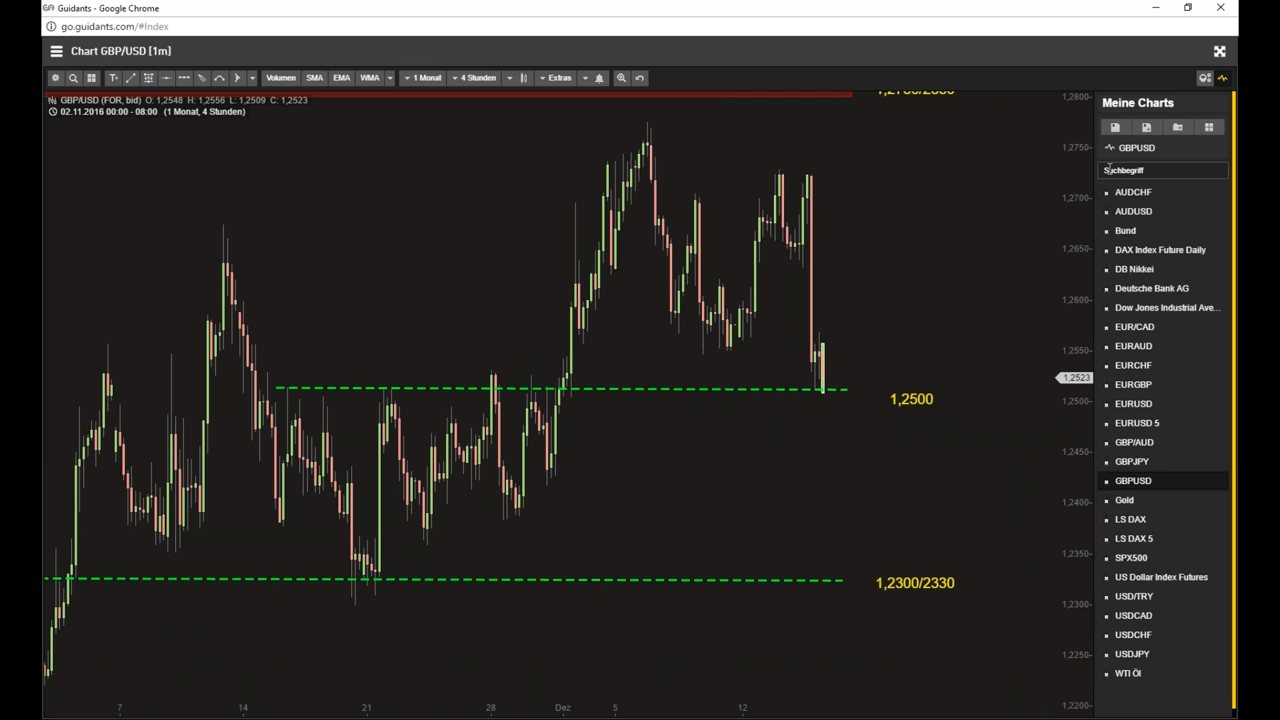 Guidants - Google Chrome
go.guidants.com/#Index
Chart GBP/USD [1m]
T+ Volumen SMA EMA WMA 1 Monat 4 Stunden Extras
GBP/USD (FOR, bid) O: 1,2548 H: 1,2556 L: 1,2509 C: 1,2523
02.11.2016 00:00 - 08:00 (1 Monat, 4 Stunden)
1,2800
1,2750
1,2700
1,2650
1,2600
1,2550
1,2523
1,2500
1,2450
1,2400
1,2350
1,2300
1,2250
1,2200
1,2500
1,2300/2330
7 14 21 28 Dez 5 12
Meine Charts
GBPUSD
Suchbegriff
AUDCHF
AUDUSD
Bund
DAX Index Future Daily
DB Nikkei
Deutsche Bank AG
Dow Jones Industrial Ave...
EUR/CAD
EURAUD
EURCHF
EURGBP
EURUSD
EURUSD 5
GBP/AUD
GBPJPY
GBPUSD
Gold
LS DAX
LS DAX 5
SPX500
US Dollar Index Futures
USD/TRY
USDCAD
USDCHF
USDJPY
WTI Öl